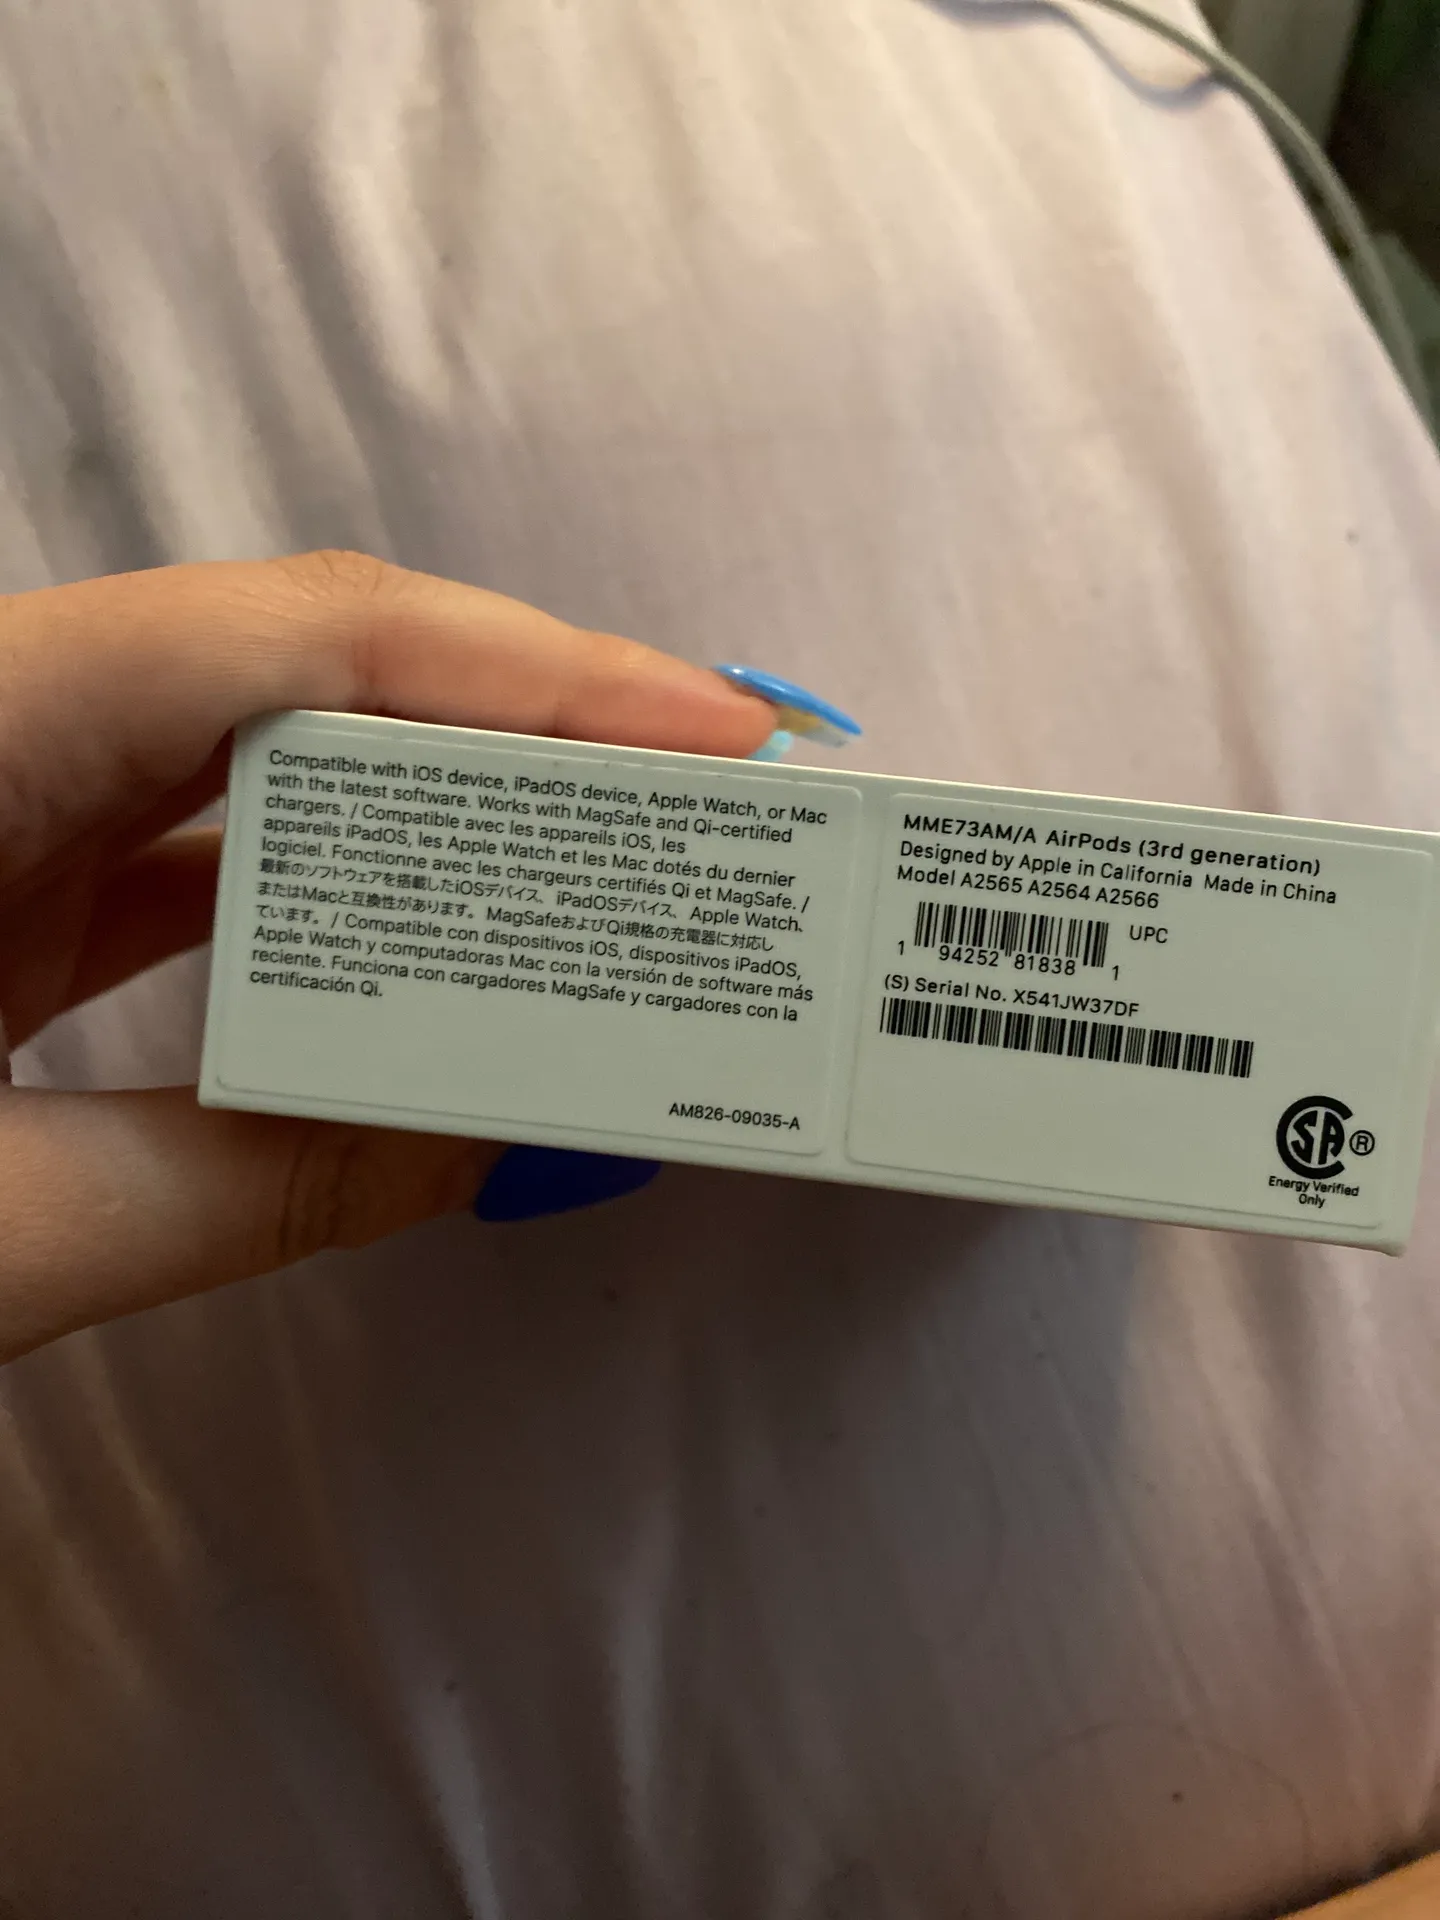 Compatible with iOS device, iPadOS device, Apple Watch, or Mac
with the latest software. Works with MagSafe and Qi-certified
chargers. / Compatible avec les appareils iOS, les
appareils iPadOS, les Apple Watch et les Mac dotés du dernier
logiciel. Fonctionne avec les chargeurs certifiés Qi et MagSafe. /
最新のソフトウェアを搭載したiOSデバイス、iPadOSデバイス、Apple Watch、
またはMacと互換性があります。MagSafeおよびQi規格の充電器に対応し
ています。/ Compatible con dispositivos iOS, dispositivos iPadOS,
Apple Watch y computadoras Mac con la versión de software más
reciente. Funciona con cargadores MagSafe y cargadores con la
certificación Qi.
AM826-09035-A
MME73AM/A AirPods (3rd generation)
Designed by Apple in California Made in China
Model A2565 A2564 A2566
UPC
1 94252 81838 1
(S) Serial No. X541JW37DF
SA ®
Energy Verified
Only